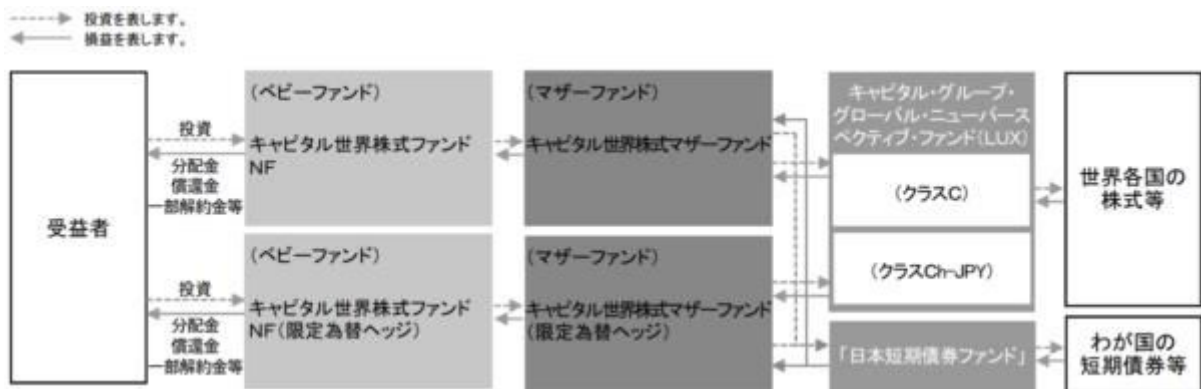 投資を表します。
損益を表します。
受益者
投資
分配金
償還金
一部解約金等
(ベビーファンド)
キャピタル世界株式ファンド
NF
(マザーファンド)
キャピタル世界株式マザーファンド
キャピタル・グループ・
グローバル・ニューパース
ペクティブ・ファンド(LUX)
(クラスC)
(クラスCh-JPY)
世界各国の
株式等
投資
分配金
償還金
一部解約金等
(ベビーファンド)
キャピタル世界株式ファンド
NF(限定為替ヘッジ)
(マザーファンド)
キャピタル世界株式マザーファンド
(限定為替ヘッジ)
「日本短期債券ファンド」
わが国の
短期債券等